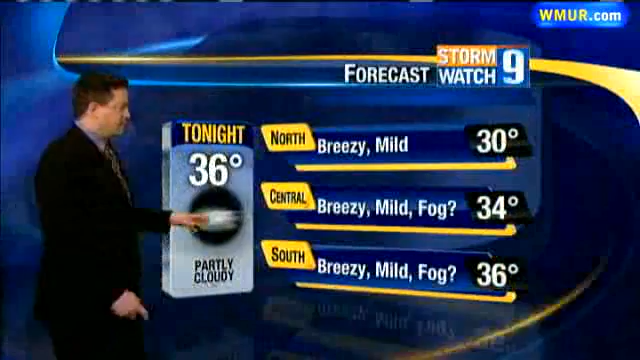 WMUR.com
FORECAST STORM WATCH 9
TONIGHT
36°
PARTLY
CLOUDY
NORTH Breezy, Mild 30°
CENTRAL Breezy, Mild, Fog? 34°
SOUTH Breezy, Mild, Fog? 36°